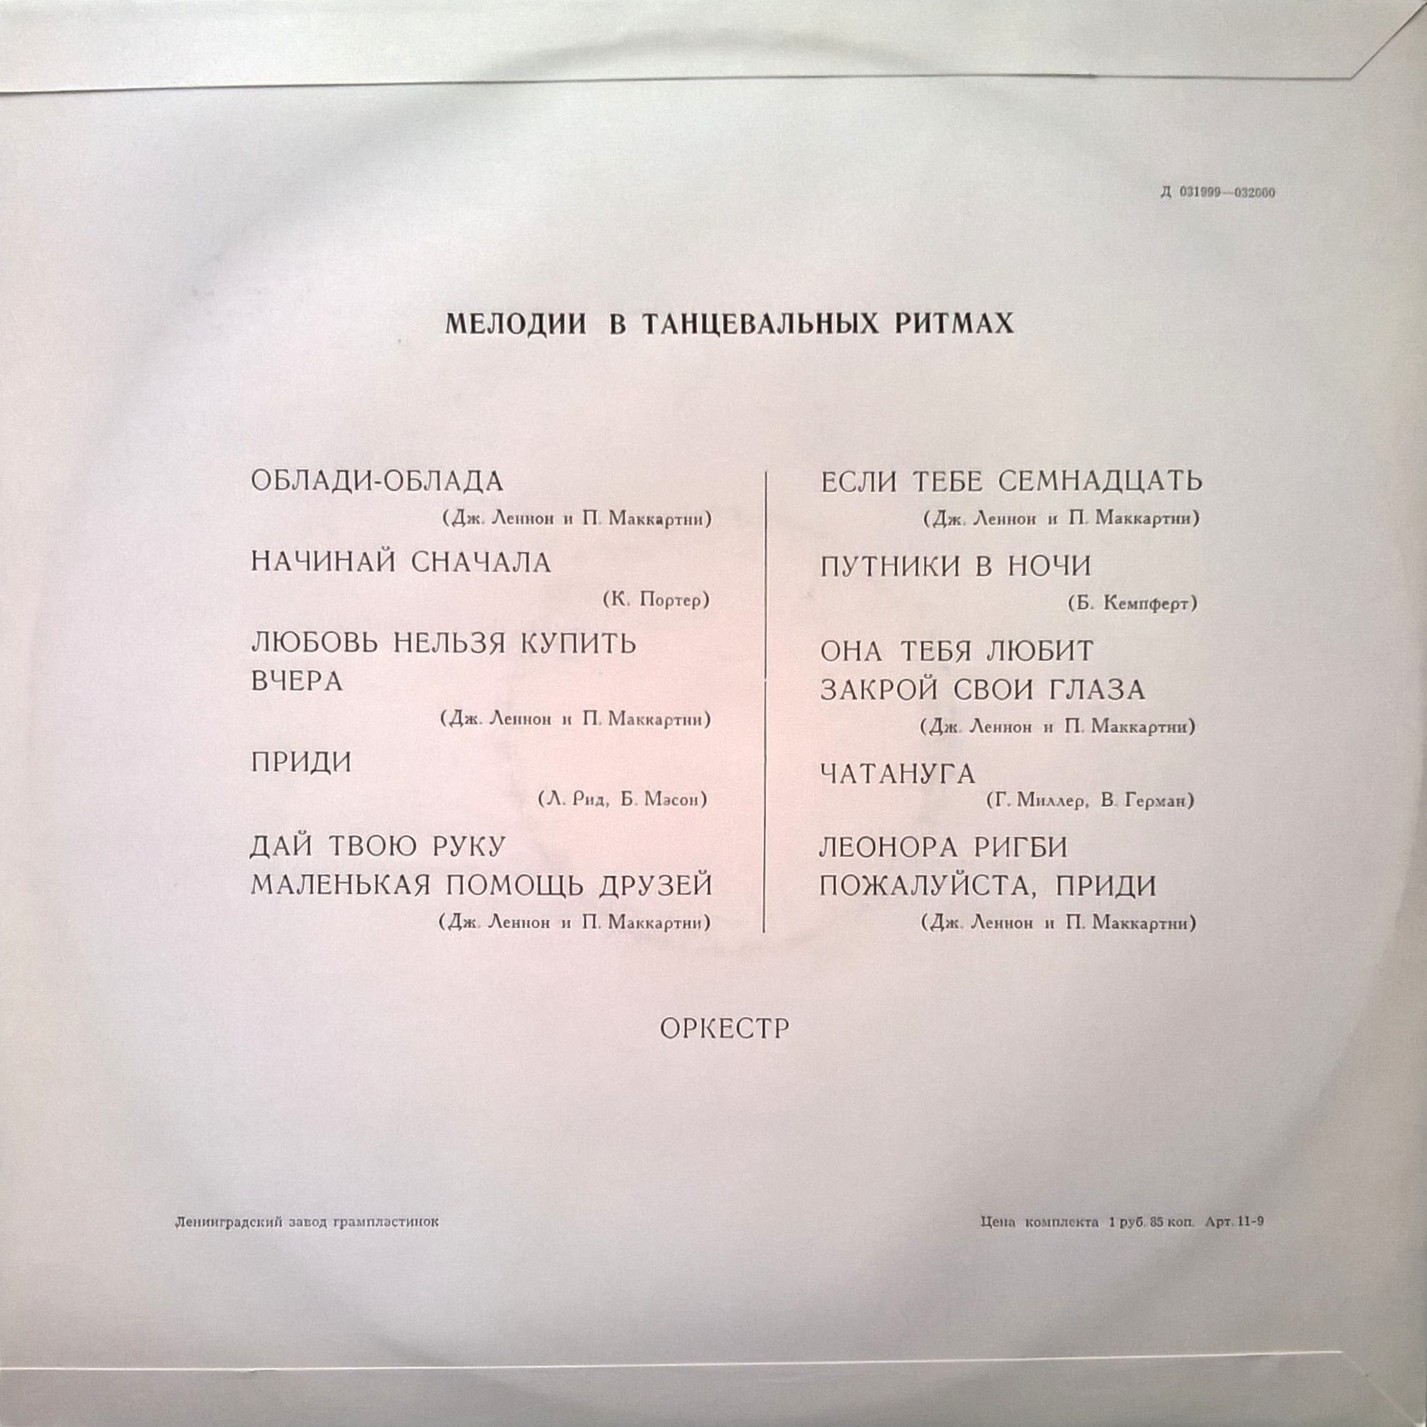 Д 031999—032000
МЕЛОДИИ В ТАНЦЕВАЛЬНЫХ РИТМАХ
ОБЛАДИ-ОБЛАДА
(Дж. Леннон и П. Маккартни)
НАЧИНАЙ СНАЧАЛА
(К. Портер)
ЛЮБОВЬ НЕЛЬЗЯ КУПИТЬ
ВЧЕРА
(Дж. Леннон и П. Маккартни)
ПРИДИ
(Л. Рид, Б. Мэсон)
ДАЙ ТВОЮ РУКУ
МАЛЕНЬКАЯ ПОМОЩЬ ДРУЗЕЙ
(Дж. Леннон и П. Маккартни)
ЕСЛИ ТЕБЕ СЕМНАДЦАТЬ
(Дж. Леннон и П. Маккартни)
ПУТНИКИ В НОЧИ
(Б. Кемпферт)
ОНА ТЕБЯ ЛЮБИТ
ЗАКРОЙ СВОИ ГЛАЗА
(Дж. Леннон и П. Маккартни)
ЧАТАНУГА
(Г. Миллер, В. Герман)
ЛЕОНОРА РИГБИ
ПОЖАЛУЙСТА, ПРИДИ
(Дж. Леннон и П. Маккартни)
ОРКЕСТР
Ленинградский завод грампластинок
Цена комплекта 1 руб. 85 коп. Арт. 11-9